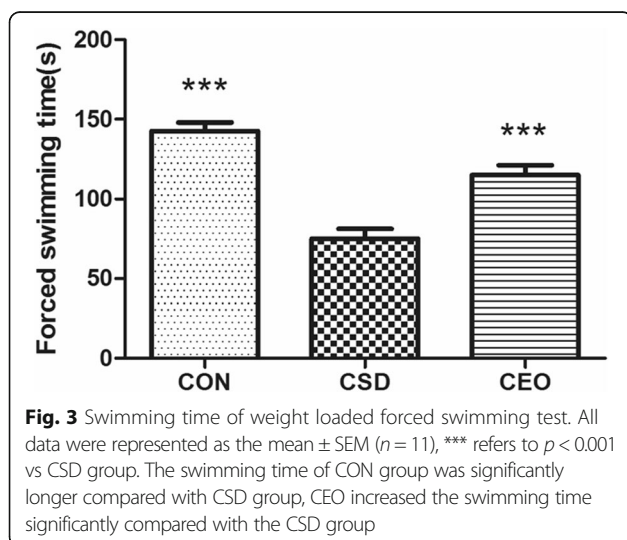 200
***
150
***
100
50
0
Forced swimming time(s)
CON CSD CEO
Fig. 3 Swimming time of weight loaded forced swimming test. All
data were represented as the mean ± SEM (n = 11), *** refers to p < 0.001
vs CSD group. The swimming time of CON group was significantly
longer compared with CSD group, CEO increased the swimming time
significantly compared with the CSD group